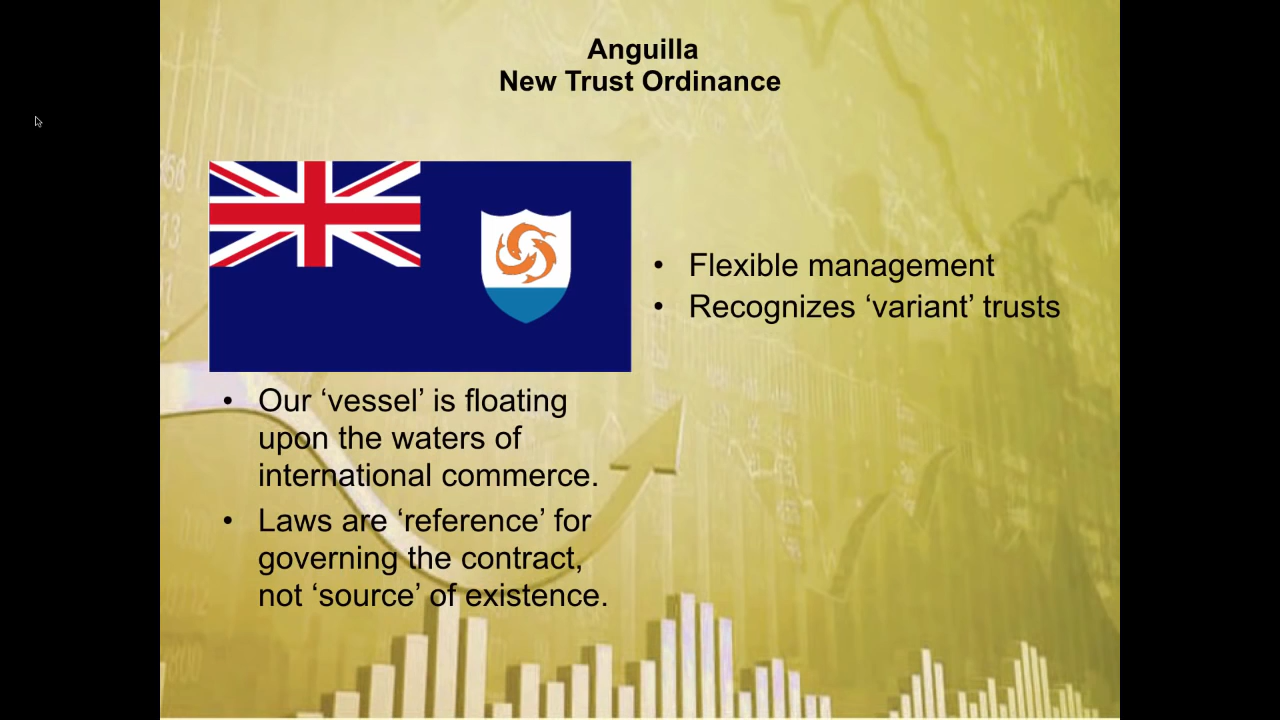 Anguilla
New Trust Ordinance
• Flexible management
• Recognizes ‘variant’ trusts
• Our ‘vessel’ is floating
upon the waters of
international commerce.
• Laws are ‘reference’ for
governing the contract,
not ‘source’ of existence.